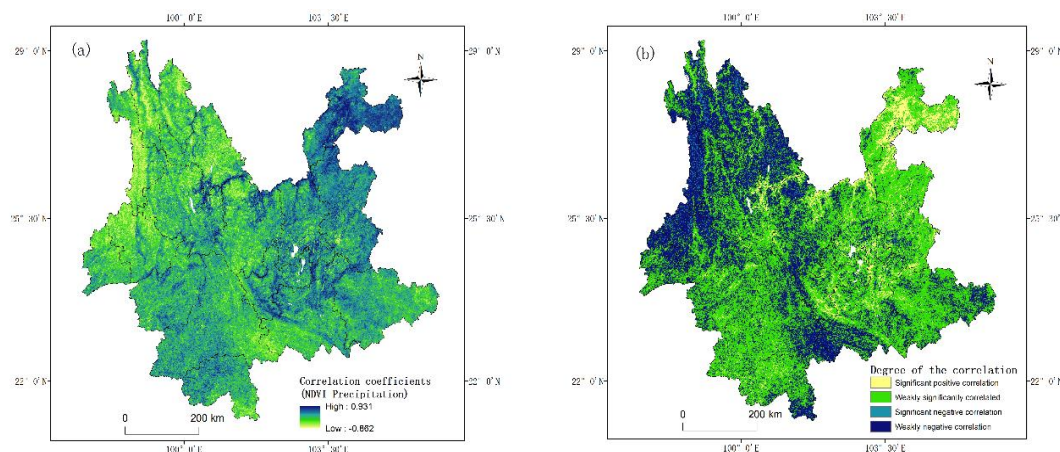 100° 0′E
103° 30′E
29° 0′N
(a)
N
29° 0′N
25° 30′N
25° 30′N
22° 0′N
22° 0′N
Correlation coefficients
(NDVI Precipitation)
High : 0.931
Low : -0.862
0 200 km
100° 0′E
103° 30′E
100° 0′E
103° 30′E
29° 0′N
(b)
N
29° 0′N
25° 30′N
25° 30′N
22° 0′N
22° 0′N
Degree of the correlation
Significant positive correlation
Weakly significantly correlated
Significant negative correlation
Weakly negative correlation
0 200 km
100° 0′E
103° 30′E